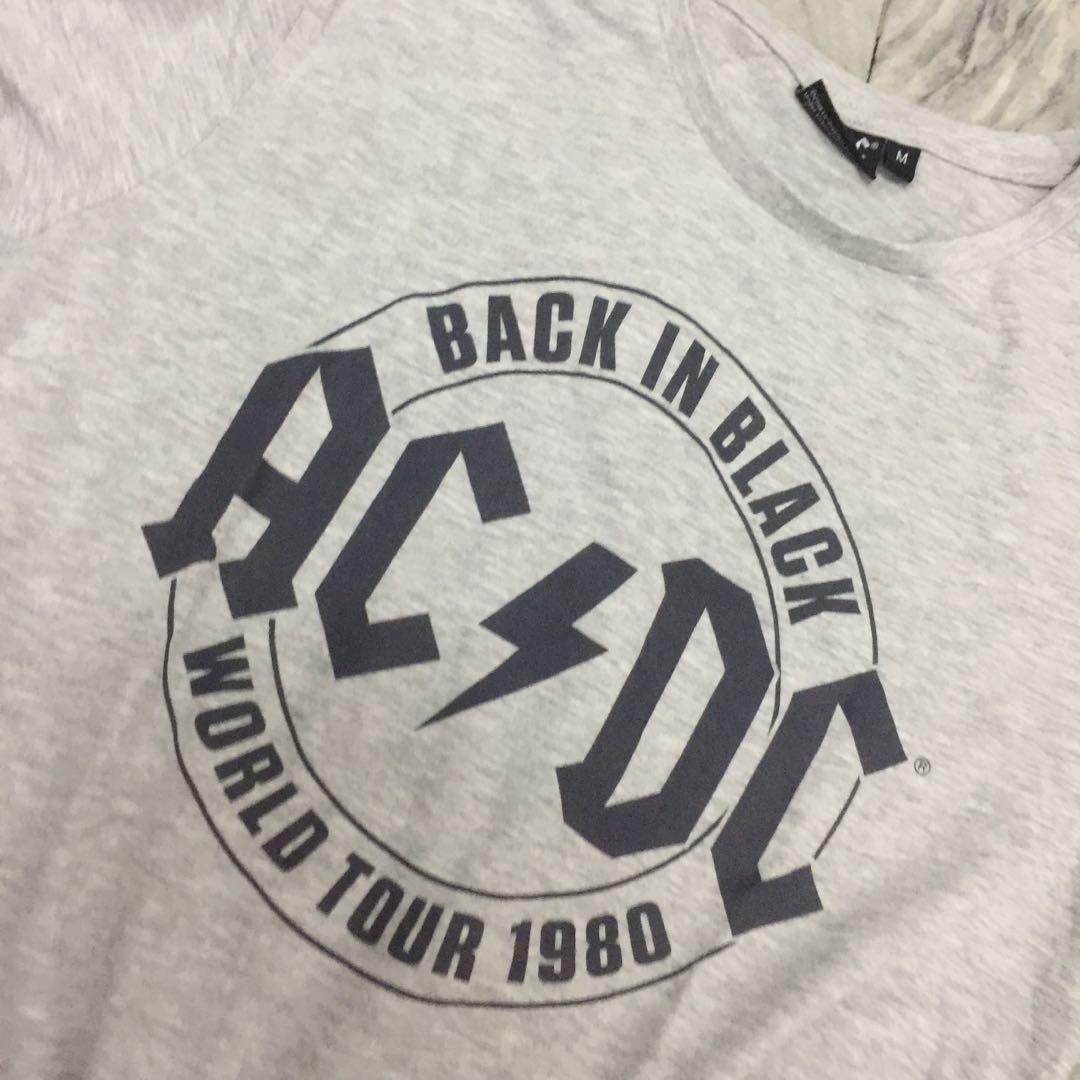 BACK IN BLACK
AC DC
®
WORLD TOUR 1980
M